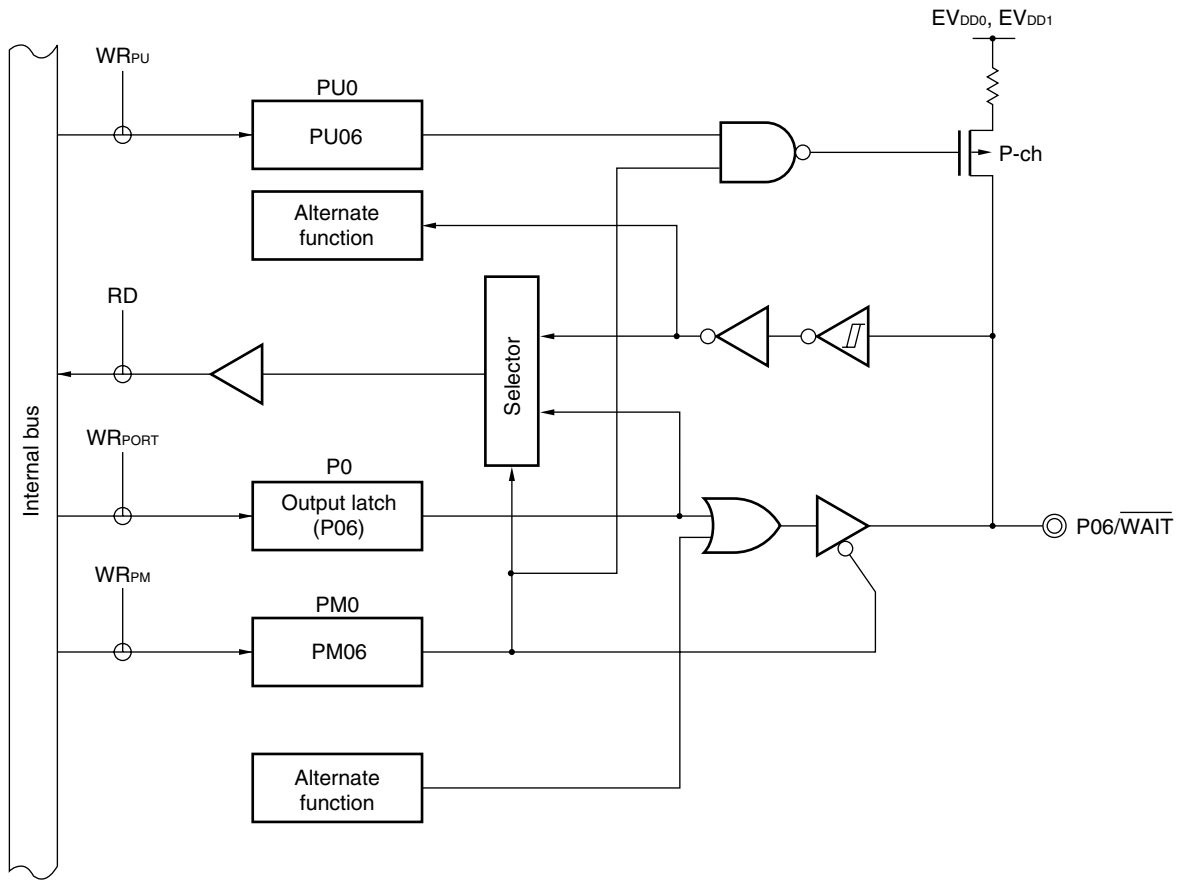 EVDD0, EVDD1
WRPU
PU0
PU06
P-ch
Alternate
function
RD
Selector
Internal bus
WRPORT
P0
Output latch
(P06)
P06/WAIT
WRPM
PM0
PM06
Alternate
function